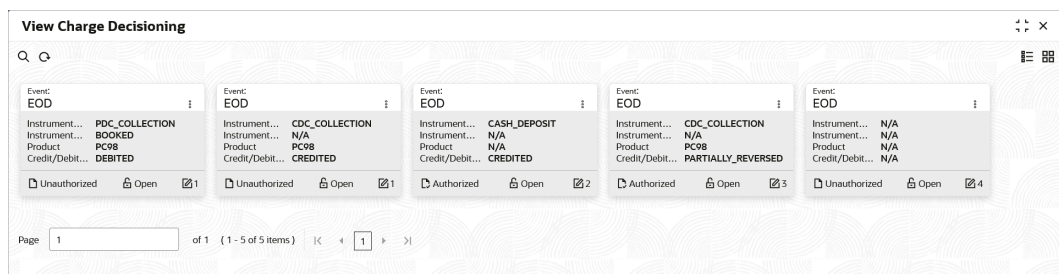 View Charge Decisioning
Event:
EOD
Instrument... PDC_COLLECTION
Instrument... BOOKED
Product PC98
Credit/Debit... DEBITED
Unauthorized Open 1
Event:
EOD
Instrument... CDC_COLLECTION
Instrument... N/A
Product PC98
Credit/Debit... CREDITED
Unauthorized Open 1
Event:
EOD
Instrument... CASH_DEPOSIT
Instrument... N/A
Product N/A
Credit/Debit... CREDITED
Authorized Open 2
Event:
EOD
Instrument... CDC_COLLECTION
Instrument... N/A
Product PC98
Credit/Debit... PARTIALLY_REVERSED
Authorized Open 3
Event:
EOD
Instrument... N/A
Instrument... N/A
Product N/A
Credit/Debit... N/A
Unauthorized Open 4
Page 1 of 1 ( 1 - 5 of 5 items ) 1